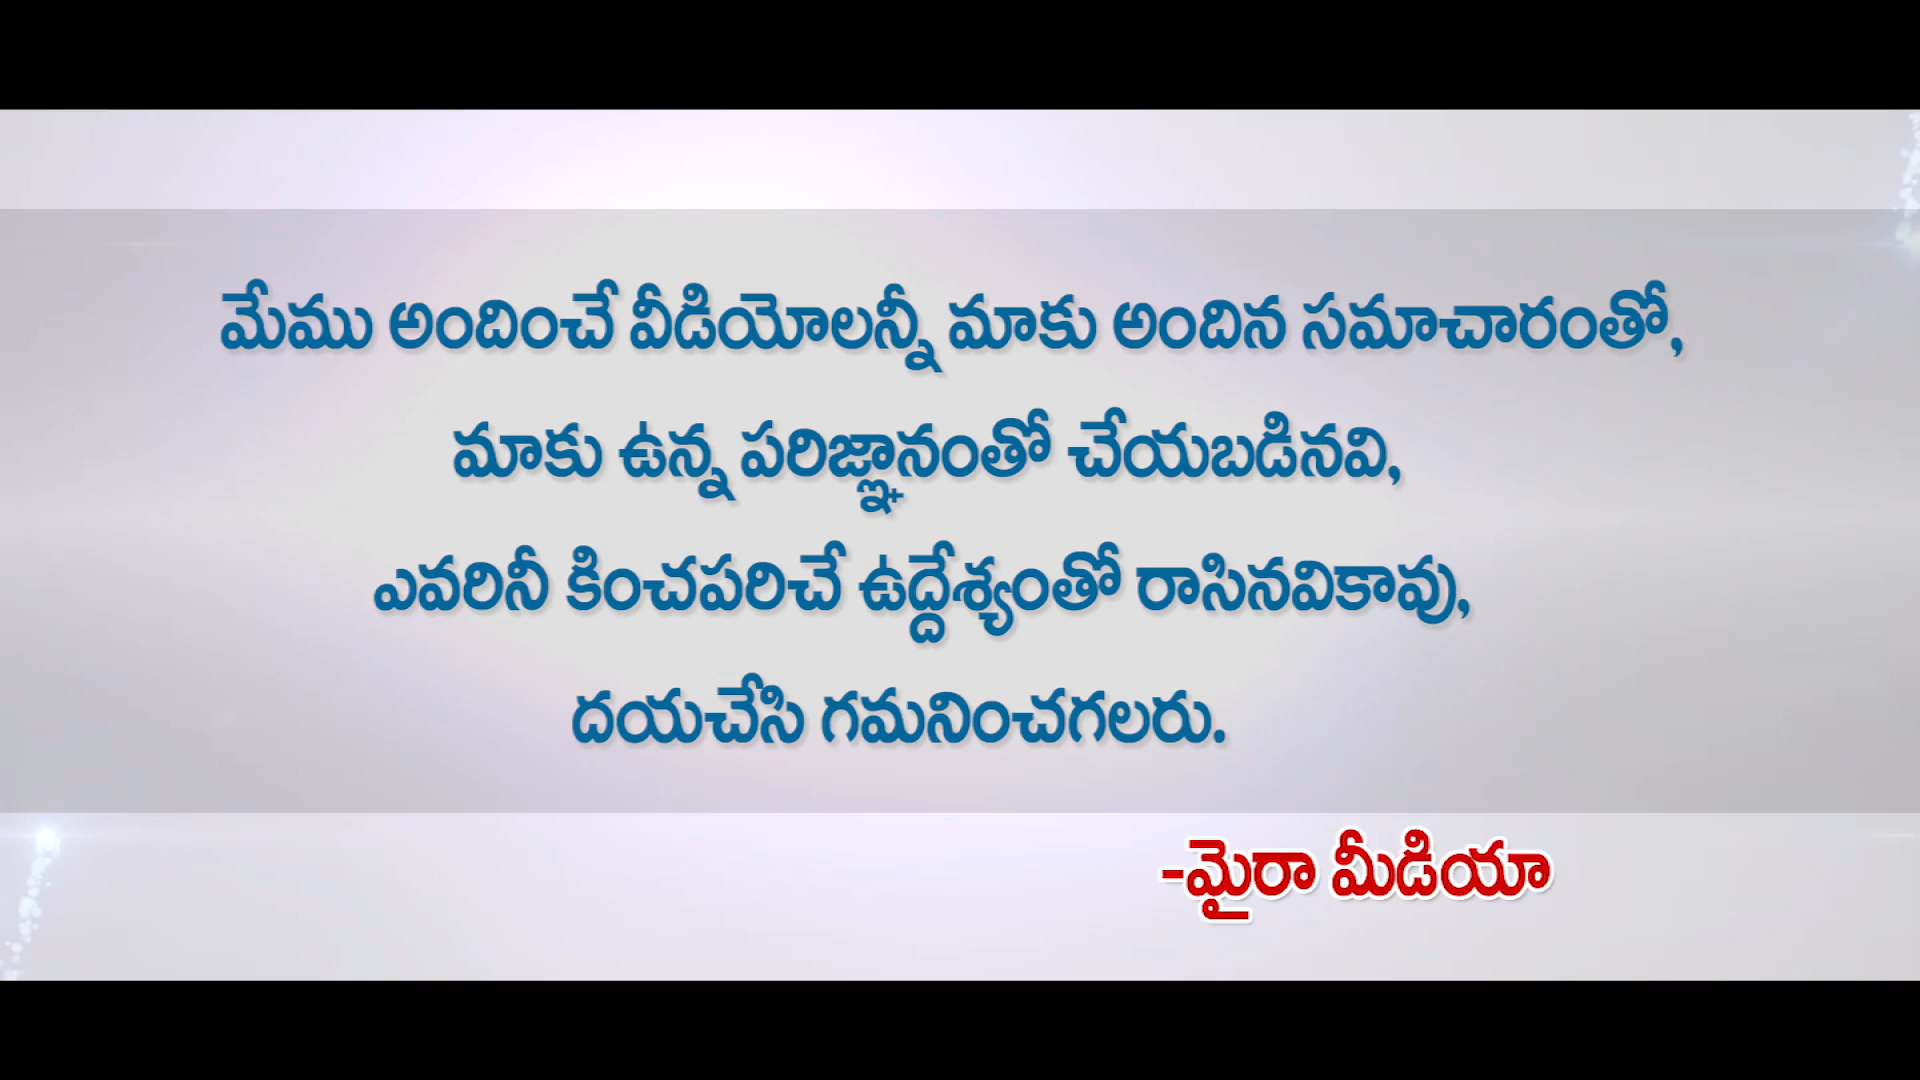 మేము అందించే వీడియోలన్నీ మాకు అందిన సమాచారంతో,
మాకు ఉన్న పరిజ్ఞానంతో చేయబడినవి,
ఎవరినీ కించపరిచే ఉద్దేశ్యంతో రాసినవికావు,
దయచేసి గమనించగలరు.
-మైరా మీడియా